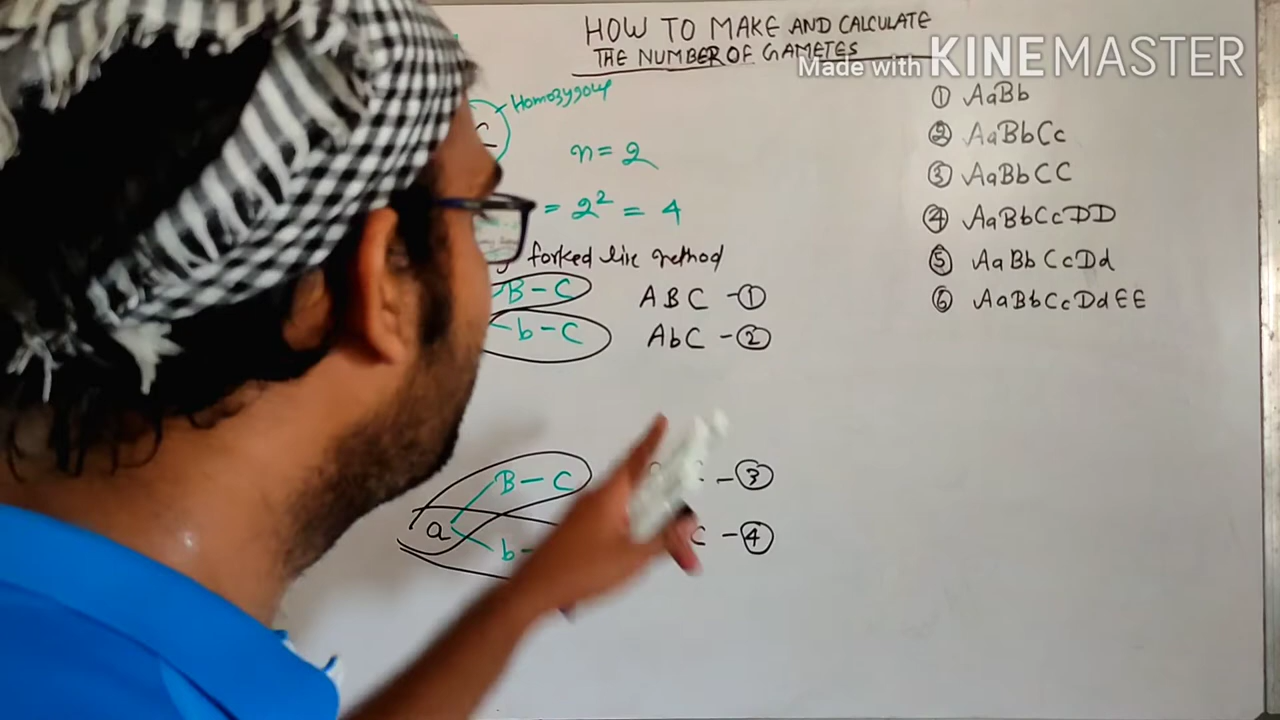 HOW TO MAKE AND CALCULATE
THE NUMBER OF GAMETES
Made with KINEMASTER
Homozygous
C
n = 2
= 2² = 4
forked line method
B - C ABC - ①
b - C AbC - ②
B - C C - ③
a
b - C - ④
① AaBb
② AaBbCc
③ AaBbCC
④ AaBbCcDD
⑤ AaBbCcDd
⑥ AaBbCcDdEE